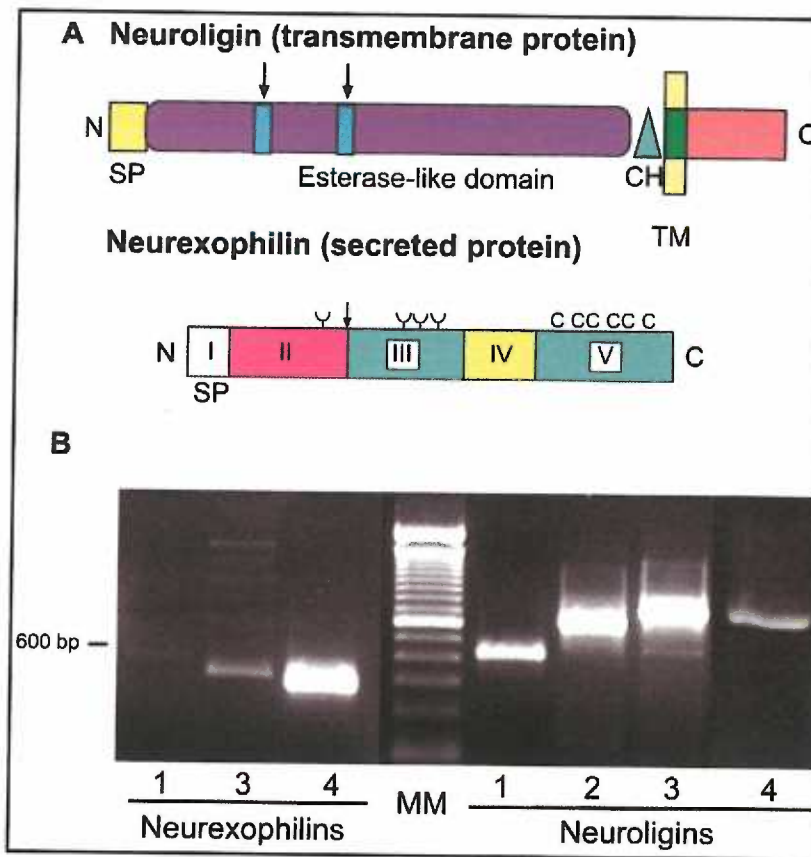 A Neuroligin (transmembrane protein)
N C
SP Esterase-like domain CH
TM
Neurexophilin (secreted protein)
C CC CC C
N I II III IV V C
SP
B
600 bp
1 3 4 MM 1 2 3 4
Neurexophilins Neuroligins